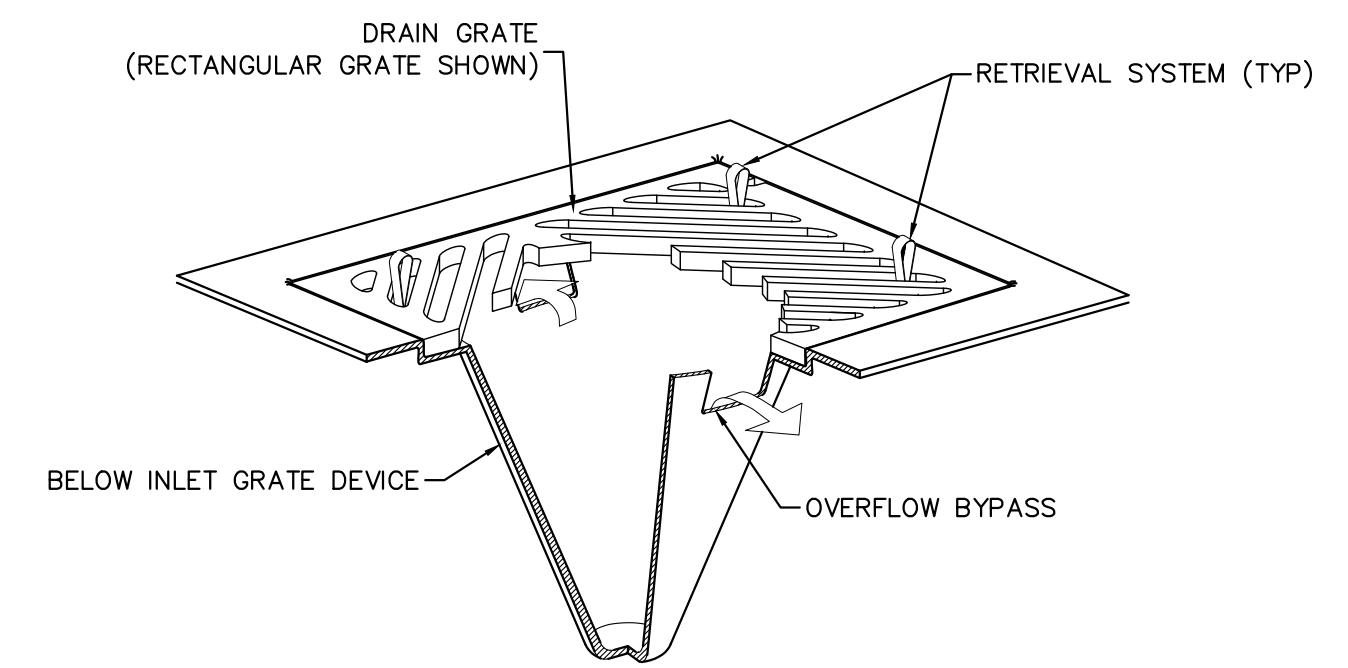 DRAIN GRATE
(RECTANGULAR GRATE SHOWN)
RETRIEVAL SYSTEM (TYP)
BELOW INLET GRATE DEVICE
OVERFLOW BYPASS